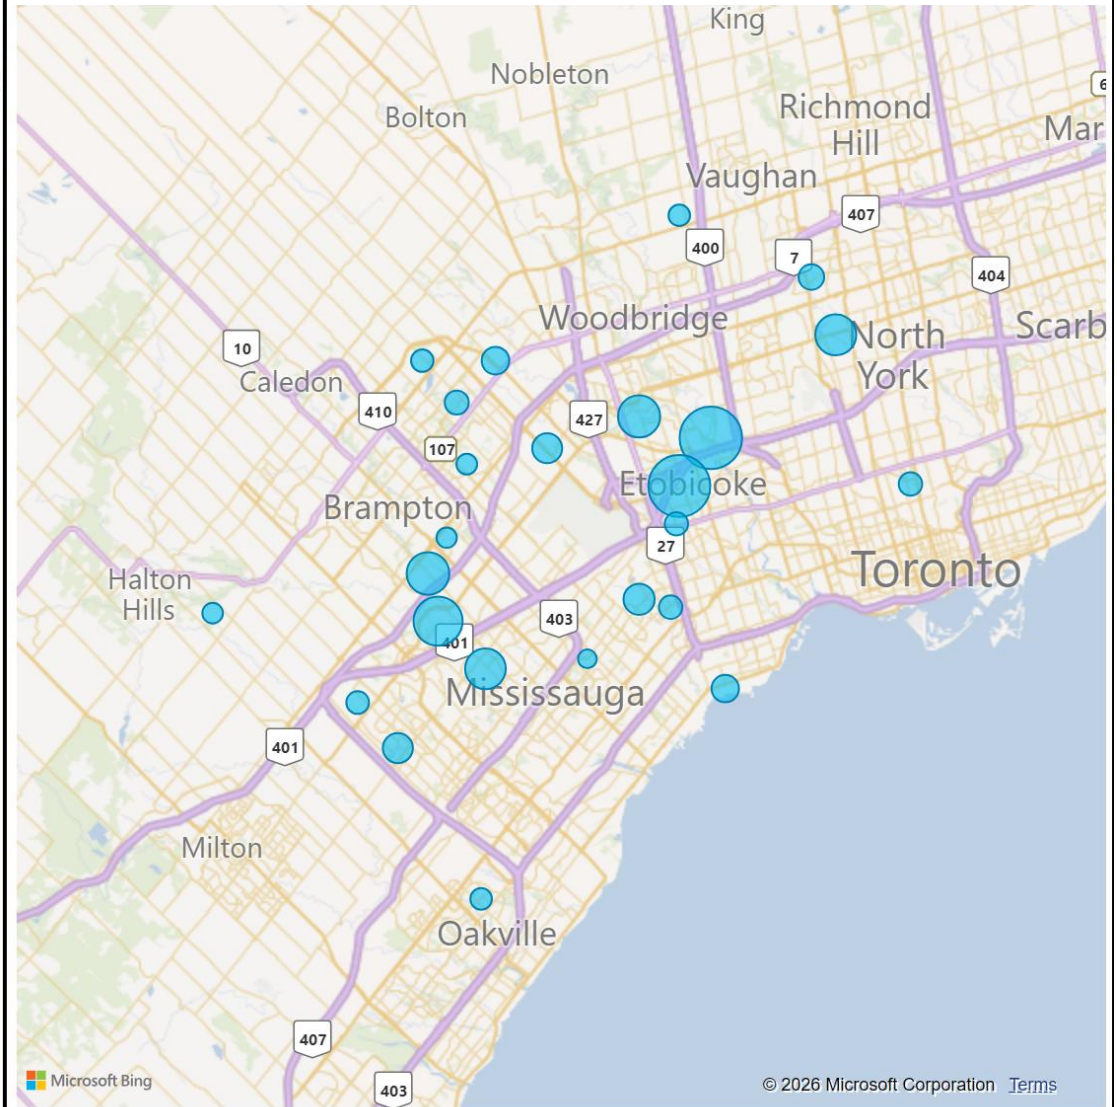 King
Nobleton
Richmond
Hill
Bolton
Mar
Vaughan
407
400
7
404
Woodbridge
North
York
Scarb
10
Caledon
410
427
107
Etobicoke
Brampton
27
Toronto
Halton
Hills
403
401
Mississauga
401
Milton
Oakville
407
403
Microsoft Bing
© 2026 Microsoft Corporation Terms